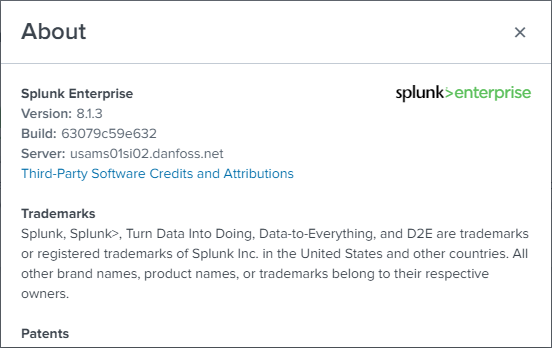 About
Splunk Enterprise
splunk>enterprise
Version: 8.1.3
Build: 63079c59e632
Server: usams01si02.danfoss.net
Third-Party Software Credits and Attributions
Trademarks
Splunk, Splunk>, Turn Data Into Doing, Data-to-Everything, and D2E are trademarks
or registered trademarks of Splunk Inc. in the United States and other countries. All
other brand names, product names, or trademarks belong to their respective
owners.
Patents